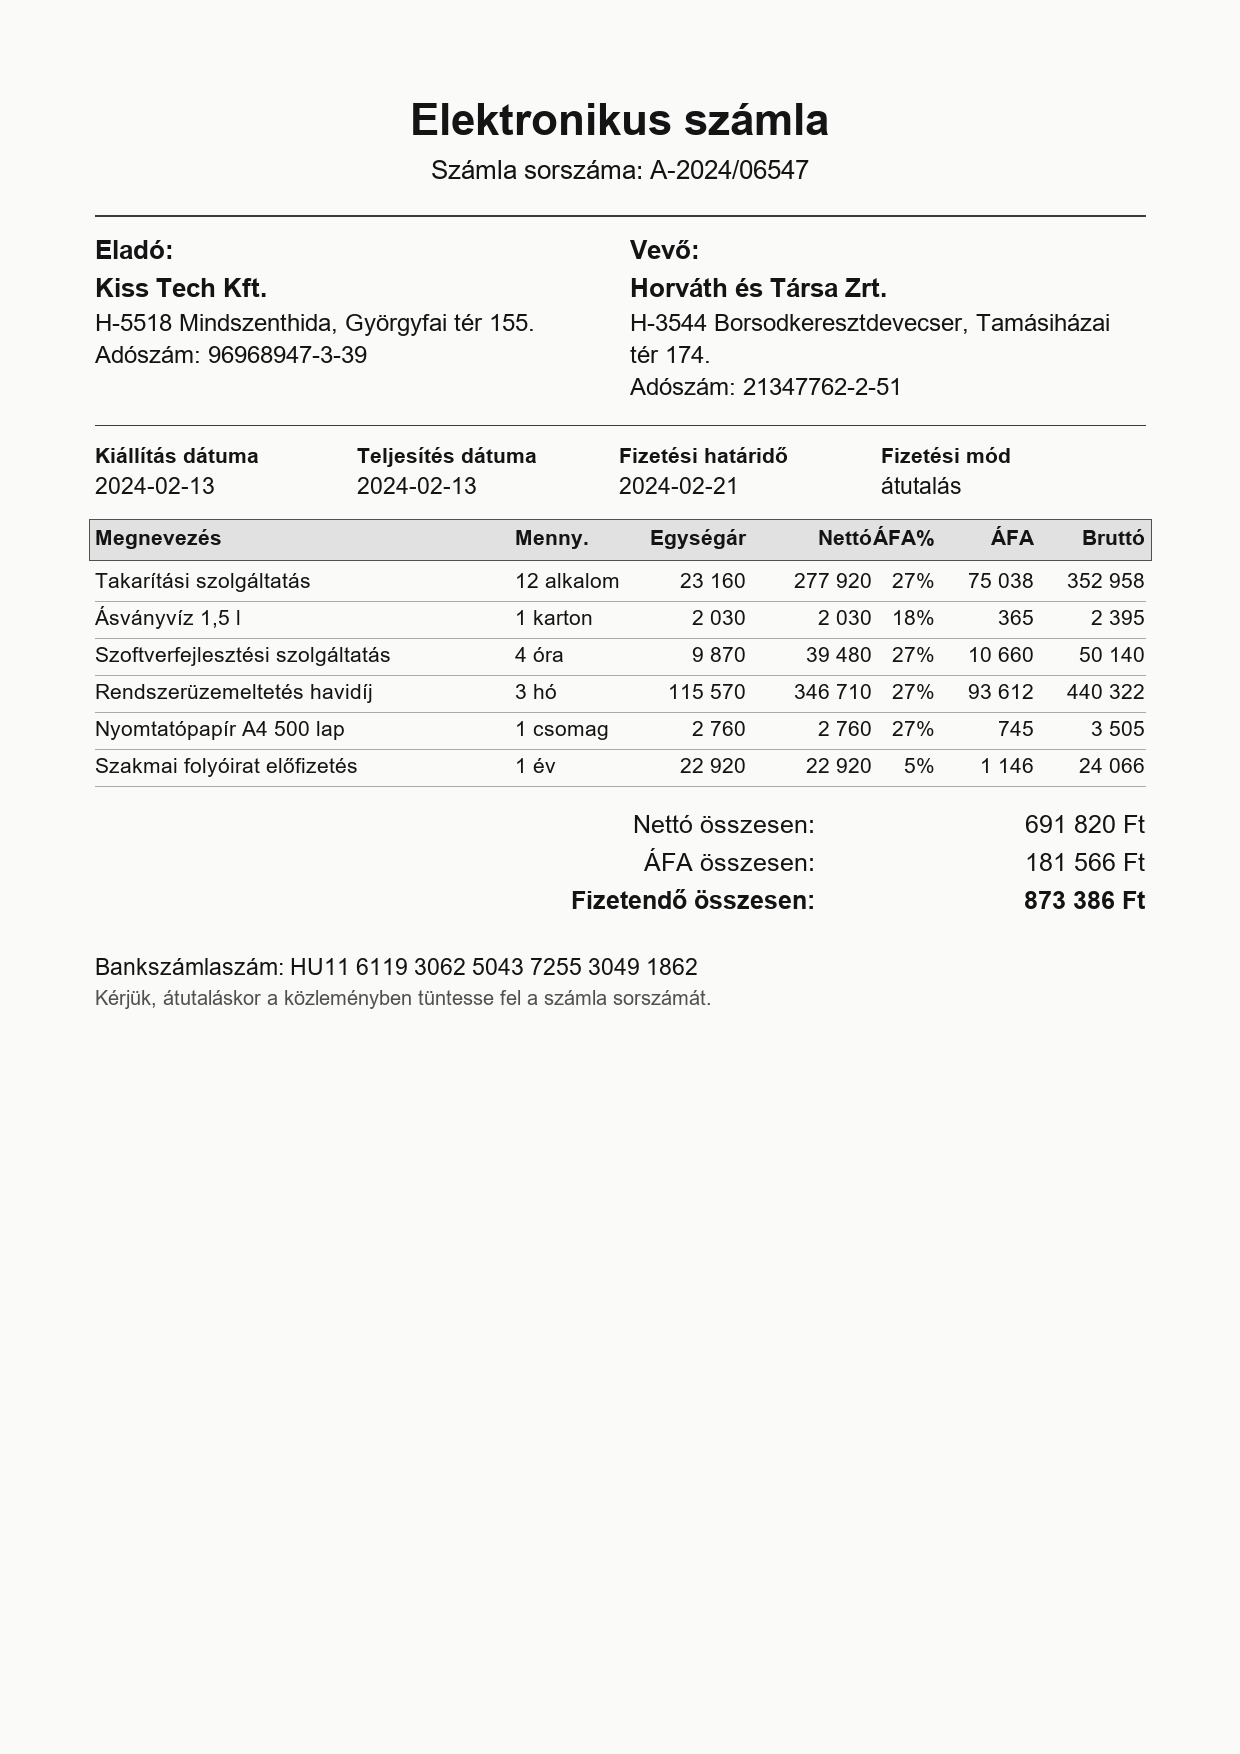 Elektronikus számla
Számla sorszáma: A-2024/06547
Eladó:
Kiss Tech Kft.
H-5518 Mindszenthida, Györgyfai tér 155.
Adószám: 96968947-3-39
Vevő:
Horváth és Társa Zrt.
H-3544 Borsodkeresztdevecser, Tamásiházai
tér 174.
Adószám: 21347762-2-51
Kiállítás dátuma Teljesítés dátuma Fizetési határidő Fizetési mód
2024-02-13 2024-02-13 2024-02-21 átutalás
Megnevezés Menny. Egységár Nettó ÁFA% ÁFA Bruttó
Takarítási szolgáltatás 12 alkalom 23 160 277 920 27% 75 038 352 958
Ásványvíz 1,5 l 1 karton 2 030 2 030 18% 365 2 395
Szoftverfejlesztési szolgáltatás 4 óra 9 870 39 480 27% 10 660 50 140
Rendszerüzemeltetés havidíj 3 hó 115 570 346 710 27% 93 612 440 322
Nyomtatópapír A4 500 lap 1 csomag 2 760 2 760 27% 745 3 505
Szakmai folyóirat előfizetés 1 év 22 920 22 920 5% 1 146 24 066
Nettó összesen: 691 820 Ft
ÁFA összesen: 181 566 Ft
Fizetendő összesen: 873 386 Ft
Bankszámlaszám: HU11 6119 3062 5043 7255 3049 1862
Kérjük, átutaláskor a közleményben tüntesse fel a számla sorszámát.